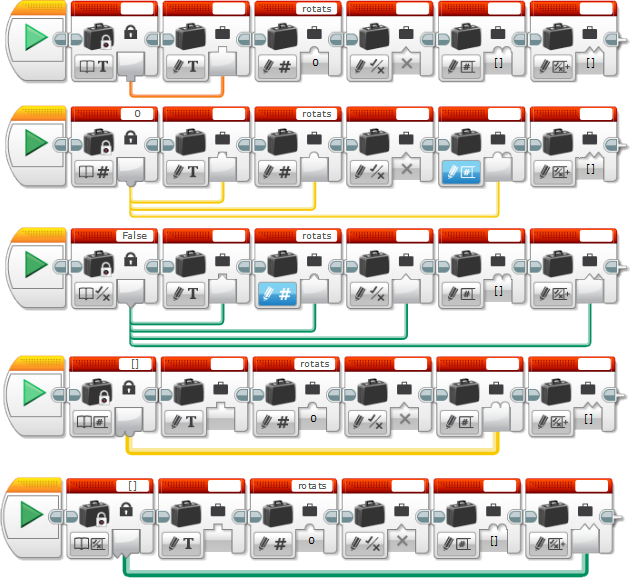 rotats
T T # 0 # [] + []
0 rotats
# T # # + []
False rotats
T # # [] +
[] rotats
# T # 0 # + []
[] rotats
T # 0 # [] +